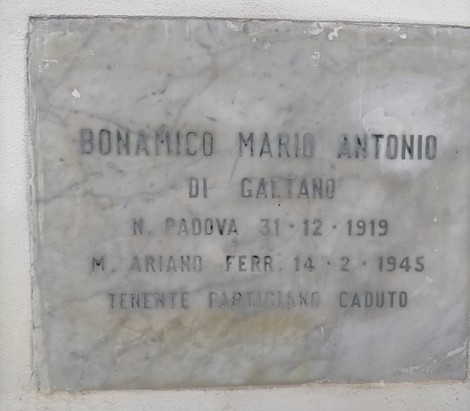 BONAMICO MARIO ANTONIO
DI GAETANO
N. PADOVA 31·12·1919
M. ARIANO FERR. 14·2·1945
TENENTE PARTIGIANO CADUTO